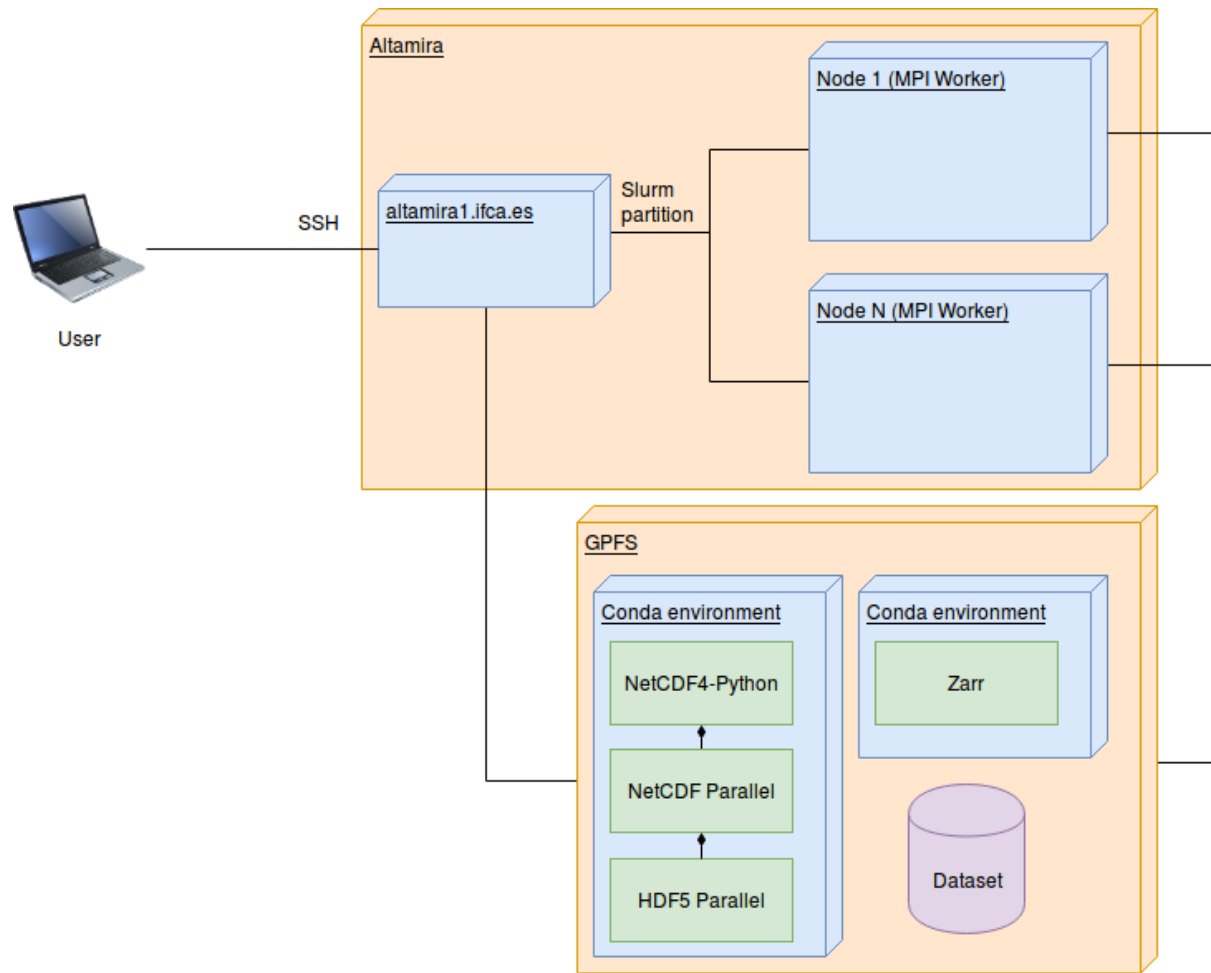 Altamira
Node 1 (MPI Worker)
altamira1.ifca.es
Slurm
partition
SSH
User
Node N (MPI Worker)
GPFS
Conda environment
NetCDF4-Python
NetCDF Parallel
HDF5 Parallel
Conda environment
Zarr
Dataset